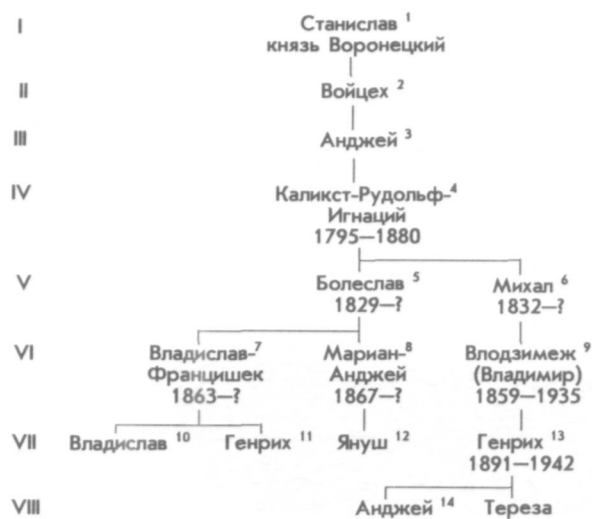 I Станислав 1
князь Воронецкий
II Войцех 2
III Анджей 3
IV Каликст-Рудольф- 4
Игнаций
1795—1880
V Болеслав 5 Михал 6
1829—? 1832—?
VI Владислав- 7 Мариан- 8 Влодзимеж 9
Францишек Анджей (Владимир)
1863—? 1867—? 1859—1935
VII Владислав 10 Генрих 11 Януш 12 Генрих 13
1891—1942
VIII Анджей 14 Тереза